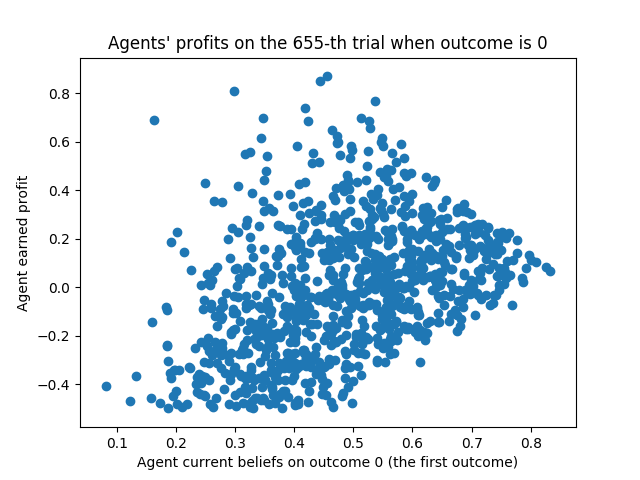 Agents' profits on the 655-th trial when outcome is 0
Agent earned profit
0.8
0.6
0.4
0.2
0.0
−0.2
−0.4
0.1 0.2 0.3 0.4 0.5 0.6 0.7 0.8
Agent current beliefs on outcome 0 (the first outcome)